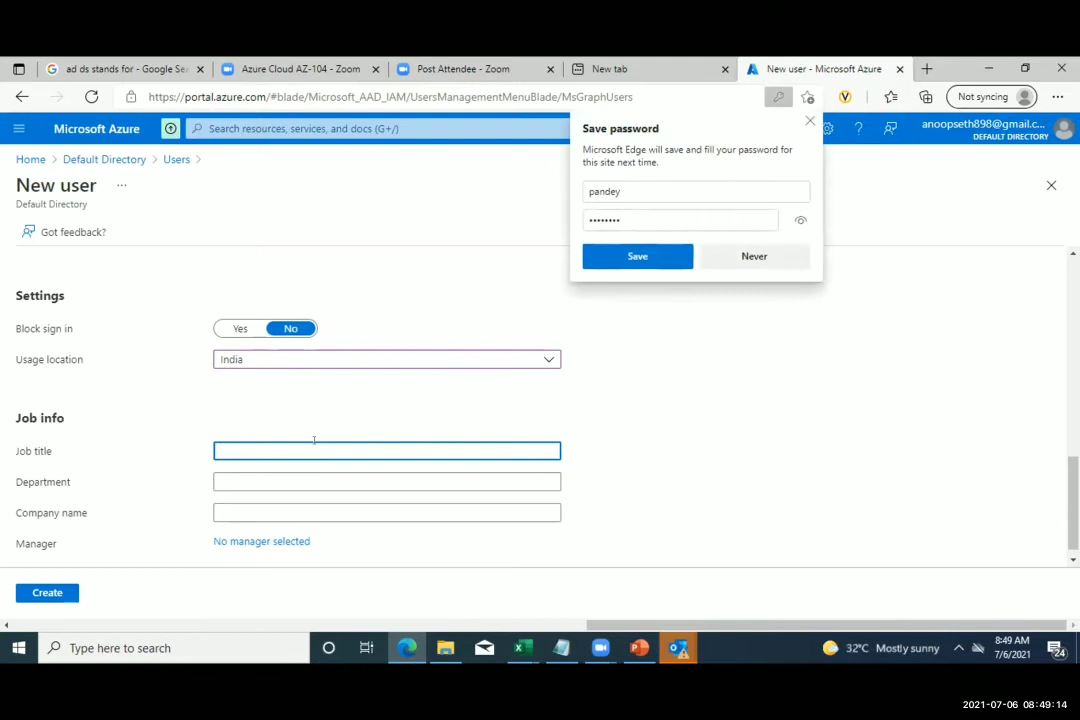 ad ds stands for - Google Se
Azure Cloud AZ-104 - Zoom
Post Attendee - Zoom
New tab
New user - Microsoft Azure
https://portal.azure.com/#blade/Microsoft_AAD_IAM/UsersManagementMenuBlade/MsGraphUsers
Not syncing
Microsoft Azure
Search resources, services, and docs (G+/)
anoopseth898@gmail.c...
DEFAULT DIRECTORY
Home > Default Directory > Users >
New user ...
Default Directory
Got feedback?
Save password
Microsoft Edge will save and fill your password for
this site next time.
pandey
••••••••
Save
Never
Settings
Block sign in
Yes
No
Usage location
India
Job info
Job title
Department
Company name
Manager
No manager selected
Create
Type here to search
32°C Mostly sunny
8:49 AM
7/6/2021
24
2021-07-06 08:49:14